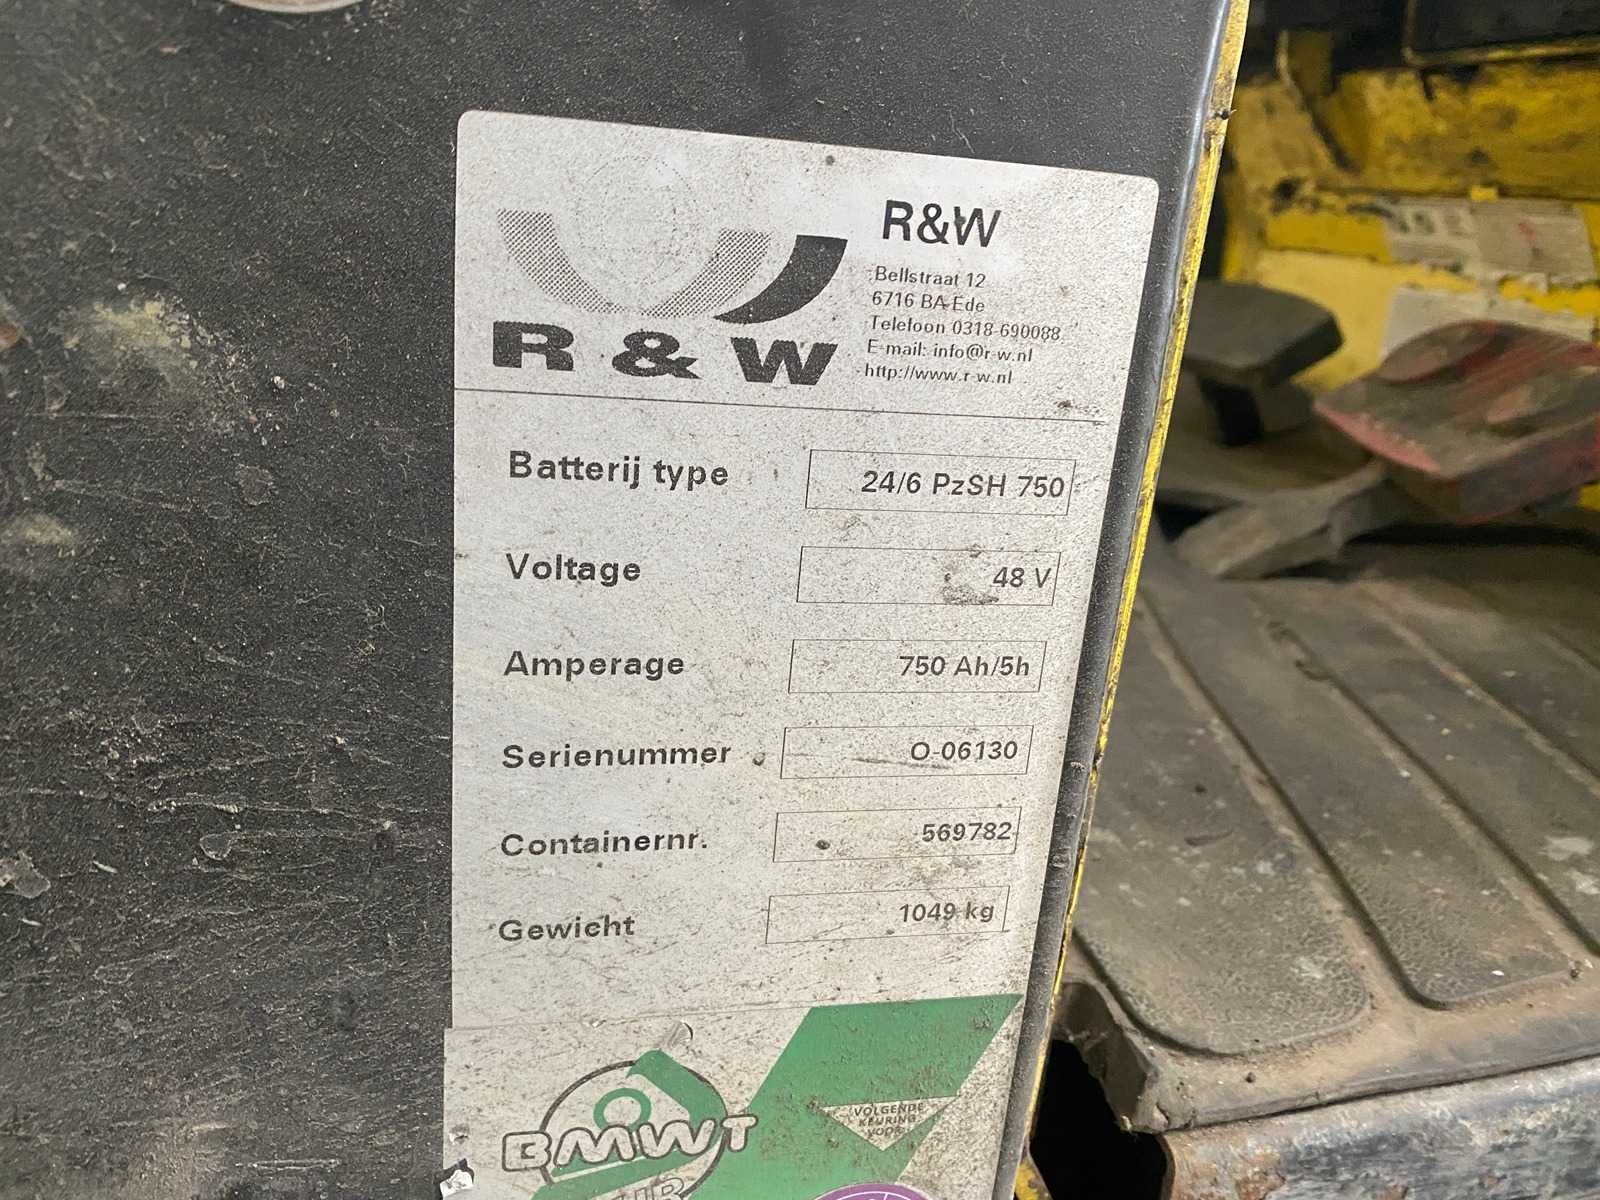 R & W
R&W
Bellstraat 12
6716 BA Ede
Telefoon 0318-690088
E-mail: info@r-w.nl
http://www.r-w.nl
Batterij type 24/6 PzSH 750
Voltage 48 V
Amperage 750 Ah/5h
Serienummer O-06130
Containernr. 569782
Gewicht 1049 kg
BMWT
VOLGENDE
KEURING